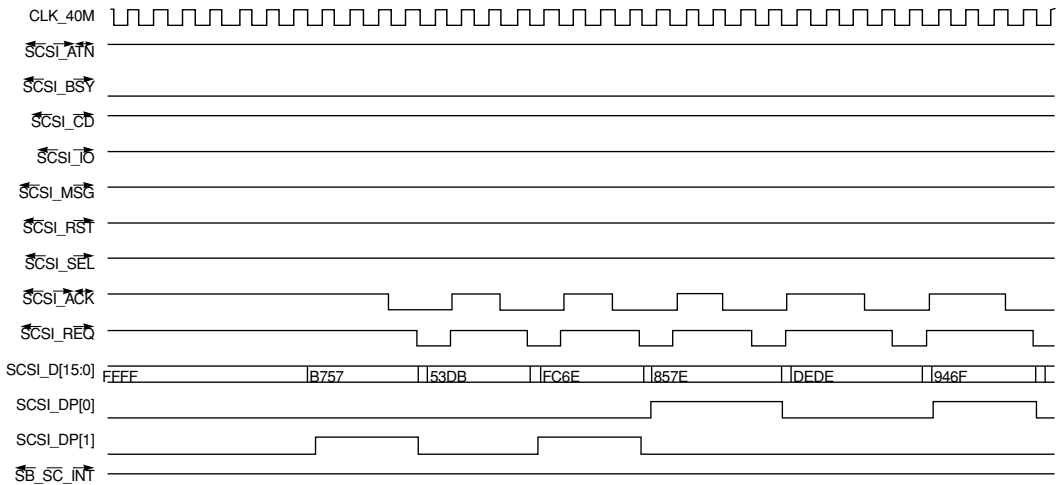 CLK_40M
SCSI_ATN
SCSI_BSY
SCSI_CD
SCSI_IO
SCSI_MSG
SCSI_RST
SCSI_SEL
SCSI_ACK
SCSI_REQ
SCSI_D[15:0] FFFF B757 53DB FC6E 857E DEDE 946F
SCSI_DP[0]
SCSI_DP[1]
SB_SC_INT